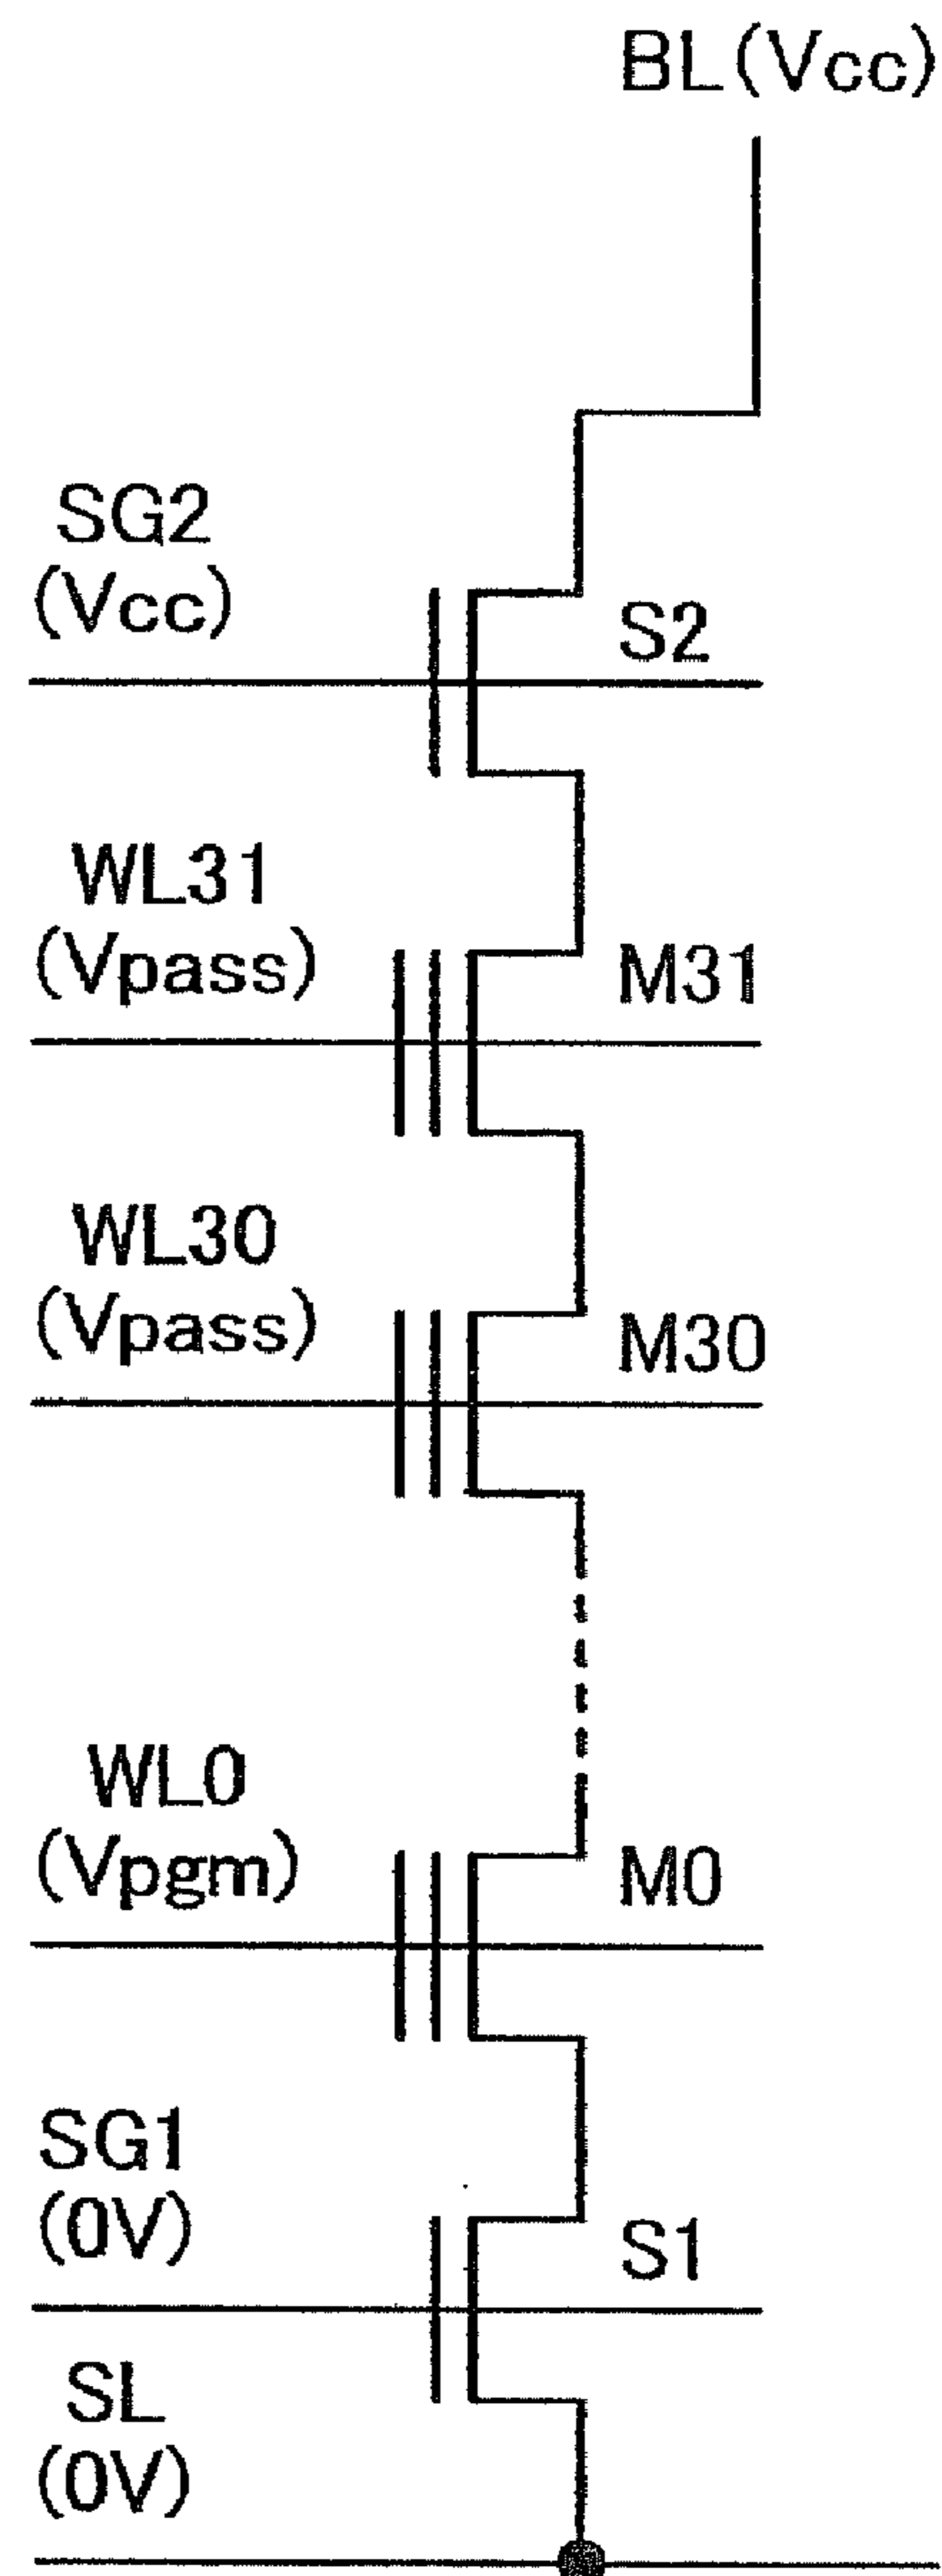 BL(Vcc)
SG2
(Vcc)
S2
WL31
(Vpass)
M31
WL30
(Vpass)
M30
WL0
(Vpgm)
M0
SG1
(0V)
S1
SL
(0V)